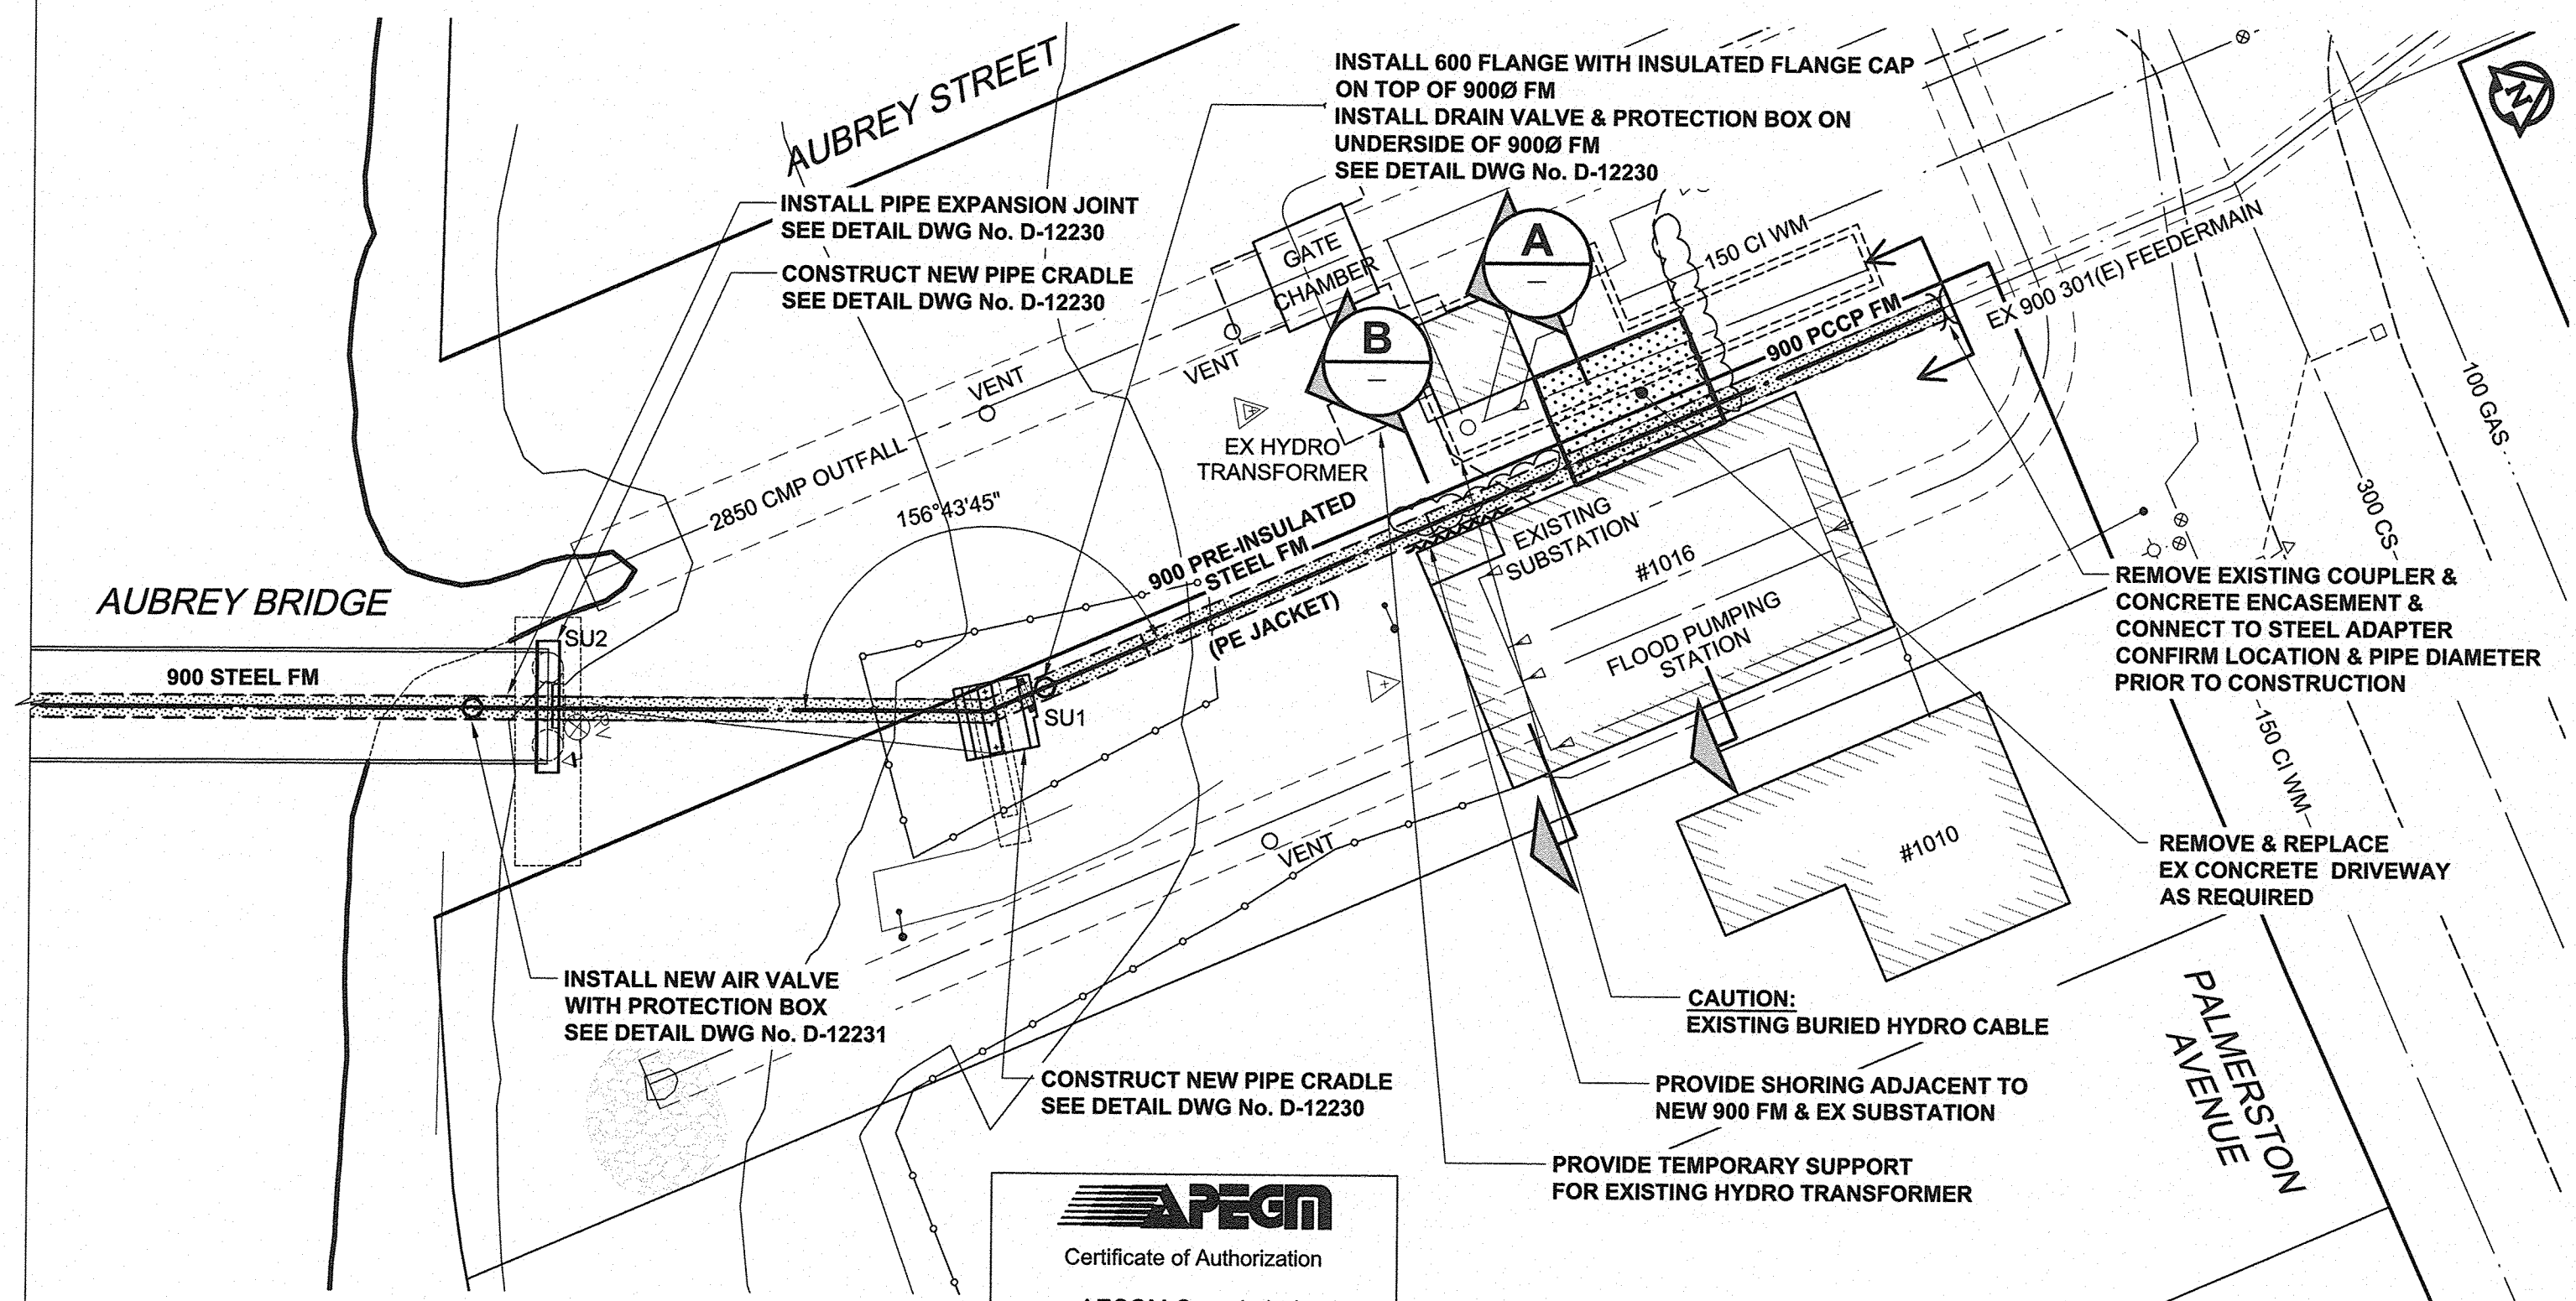 AUBREY STREET
INSTALL 600 FLANGE WITH INSULATED FLANGE CAP
ON TOP OF 900Ø FM
INSTALL DRAIN VALVE & PROTECTION BOX ON
UNDERSIDE OF 900Ø FM
SEE DETAIL DWG No. D-12230
N
INSTALL PIPE EXPANSION JOINT
SEE DETAIL DWG No. D-12230
CONSTRUCT NEW PIPE CRADLE
SEE DETAIL DWG No. D-12230
GATE
CHAMBER
A
–
B
–
150 CI WM
EX 900 301(E) FEEDERMAIN
900 PCCP FM
VENT
VENT
EX HYDRO
TRANSFORMER
2850 CMP OUTFALL
156°43'45"
100 GAS
300 CS
900 PRE-INSULATED
STEEL FM
(PE JACKET)
EXISTING
SUBSTATION
#1016
FLOOD PUMPING
STATION
AUBREY BRIDGE
SU2
900 STEEL FM
SU1
REMOVE EXISTING COUPLER &
CONCRETE ENCASEMENT &
CONNECT TO STEEL ADAPTER
CONFIRM LOCATION & PIPE DIAMETER
PRIOR TO CONSTRUCTION
150 CI WM
VENT
#1010
REMOVE & REPLACE
EX CONCRETE DRIVEWAY
AS REQUIRED
INSTALL NEW AIR VALVE
WITH PROTECTION BOX
SEE DETAIL DWG No. D-12231
CAUTION:
EXISTING BURIED HYDRO CABLE
CONSTRUCT NEW PIPE CRADLE
SEE DETAIL DWG No. D-12230
PROVIDE SHORING ADJACENT TO
NEW 900 FM & EX SUBSTATION
PROVIDE TEMPORARY SUPPORT
FOR EXISTING HYDRO TRANSFORMER
PALMERSTON
AVENUE
APEGM
Certificate of Authorization